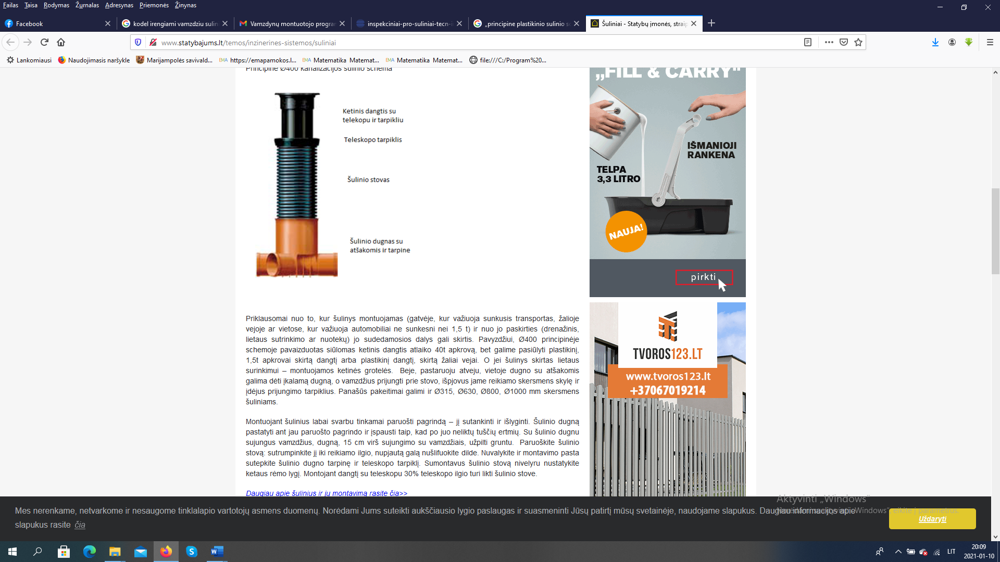 Failas Taisa Rodymas Žurnalas Adresynas Priemonės Žinynas
Facebook
kodel irengiami vamzdziu sulin
Vamzdynų montuotojo progra
inspekciniai-pro-suliniai-tecn-i
„principine plastikinio sulinio s
Šuliniai - Statybų įmonės, straip
www.statybajums.lt/temos/inzinerines-sistemos/suliniai
Lankomiausi Naudojimasis naršykle Marijampolės savivald... EMA https://emapamokos.l... EMA Matematika Matemat... EMA Matematika Matemat... file:///C:/Program%20...
Principinė Ø400 kanalizacijos šulinio schema
Ketinis dangtis su
telekopu ir tarpikliu
Teleskopo tarpiklis
Šulinio stovas
Šulinio dugnas su
atšakomis ir tarpine
Priklausomai nuo to, kur šulinys montuojamas (gatvėje, kur važiuoja sunkusis transportas, žalioje
vejoje ar vietose, kur važiuoja automobiliai ne sunkesni nei 1,5 t) ir nuo jo paskirties (drenažinis,
lietaus sutrinkimo ar nuotekų) jo sudedamosios dalys gali skirtis. Pavyzdžiui, Ø400 principinėje
schemoje pavaizduotas siūlomas ketinis dangtis atlaiko 40t apkrovą, bet galime pasiūlyti plastikinį,
1,5t apkrovai skirtą dangtį arba plastikinį dangtį, skirtą žaliai vejai. O jei šulinys skirtas lietaus
surinkimui – montuojamos ketinės grotelės. Beje, pastaruoju atveju, vietoje dugno su atšakomis
galima dėti įkalamą dugną, o vamzdžius prijungti prie stovo, išpjovus jame reikiamo skersmens skylę ir
įdėjus prijungimo tarpiklius. Panašūs pakeitimai galimi ir Ø315, Ø630, Ø800, Ø1000 mm skersmens
šuliniams.
Montuojant šulinius labai svarbu tinkamai paruošti pagrindą – jį sutankinti ir išlyginti. Šulinio dugną
pastatyti ant jau paruošto pagrindo ir įspausti taip, kad po juo neliktų tuščių ertmių. Su šulinio dugnu
sujungus vamzdžius, dugną, 15 cm virš sujungimo su vamzdžiais, užpilti gruntu. Paruoškite šulinio
stovą: sutrumpinkite jį iki reikiamo ilgio, nupjautą galą nušlifuokite dilde. Nuvalykite ir montavimo pasta
sutepkite šulinio dugno tarpinę ir teleskopo tarpiklį. Sumontavus šulinio stovą nivelyru nustatykite
ketaus rėmo lygį. Montojant dangtį su teleskopu 30% teleskopo ilgio turi likti šulinio stove.
Daugiau apie šulinius ir jų montavimą rasite čia>>
„FILL & CARRY"
IŠMANIOJI
RANKENA
TELPA
3,3 LITRO
NAUJA!
pirkti
TVOROS123.LT
www.tvoros123.lt
+37067019214
Mes nerenkame, netvarkome ir nesaugome tinklalapio vartotojų asmens duomenų. Norėdami Jums suteikti aukščiausio lygio paslaugas ir suasmeninti Jūsų patirtį mūsų svetainėje, naudojame slapukus. Daugiau informacijos apie
slapukus rasite čia
Uždaryti
Aktyvinti „Windows"
LIT
20:09
2021-01-10